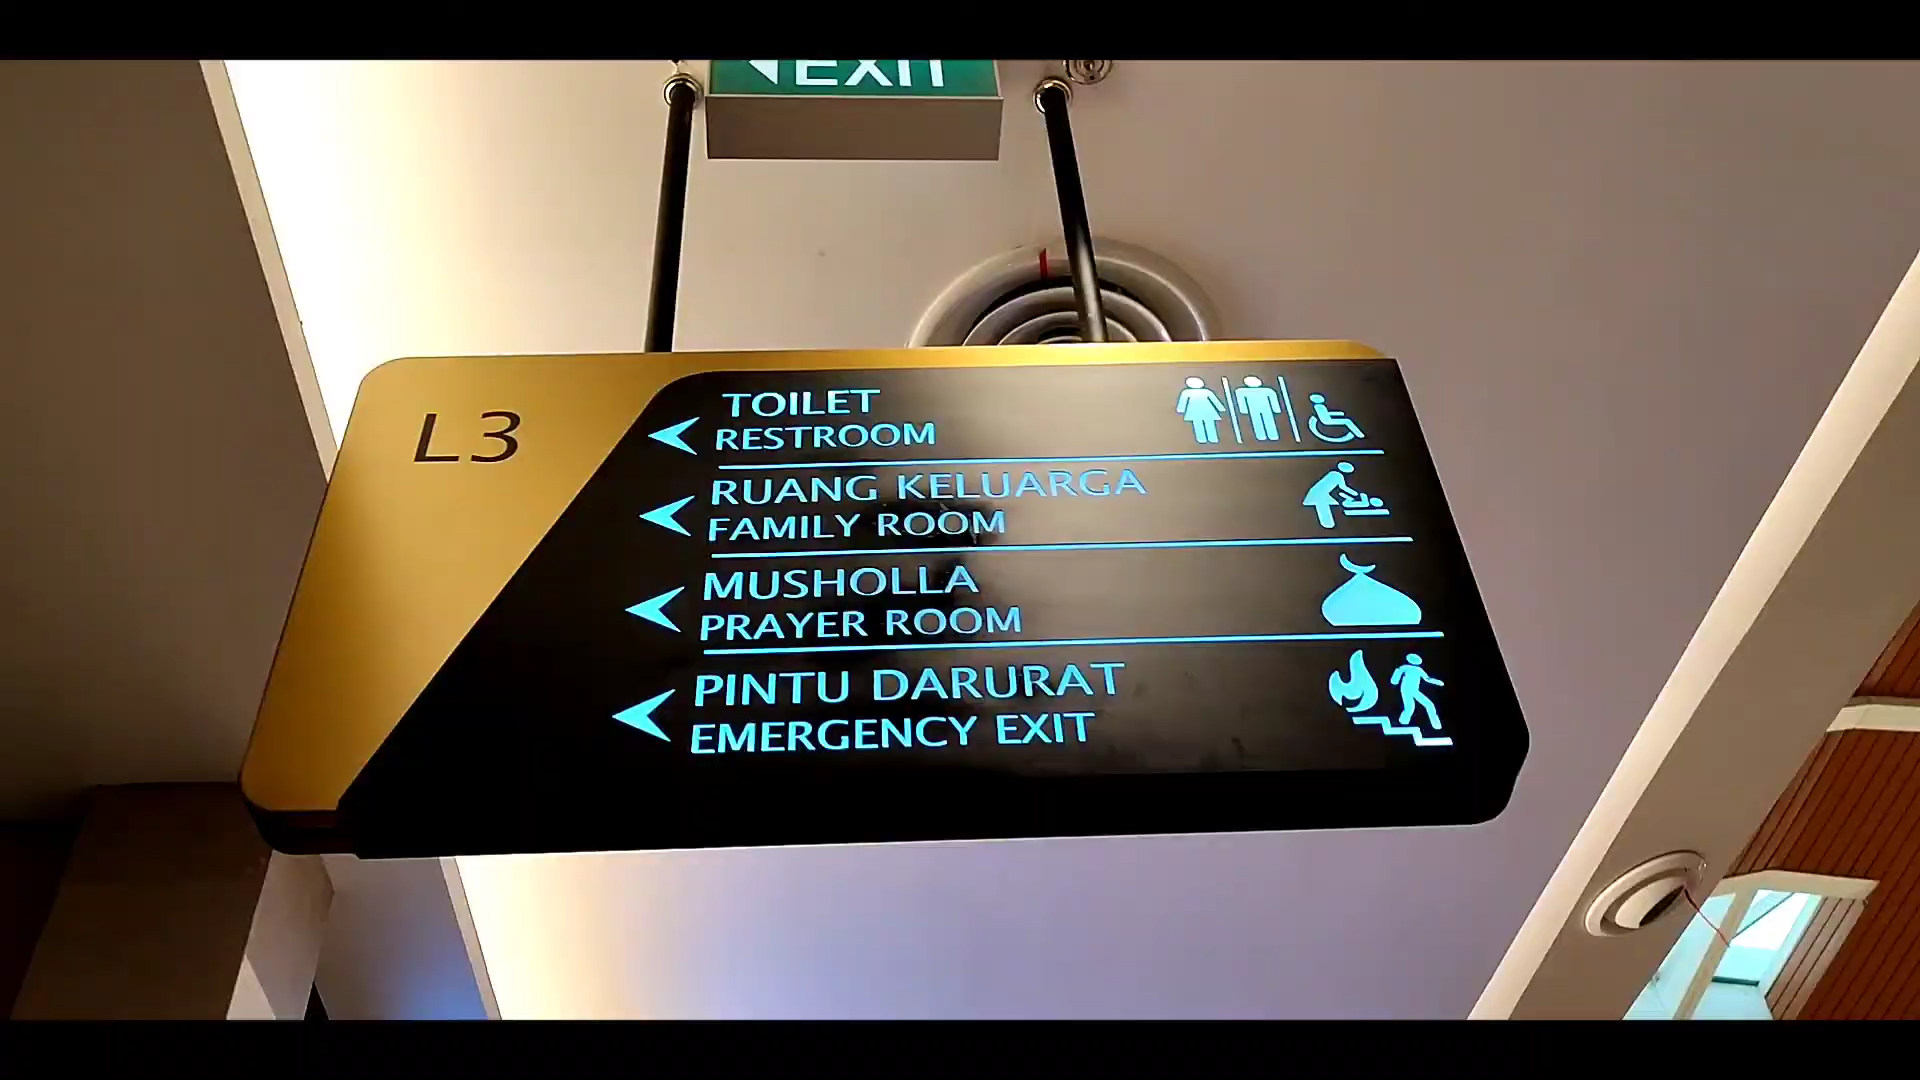 EXIT
L3
TOILET
RESTROOM
RUANG KELUARGA
FAMILY ROOM
MUSHOLLA
PRAYER ROOM
PINTU DARURAT
EMERGENCY EXIT